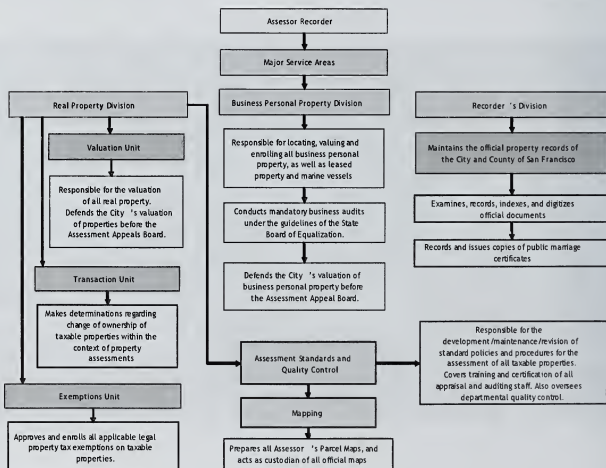 Assessor Recorder
Major Service Areas
Real Property Division
Valuation Unit
Responsible for the valuation
of all real property.
Defends the City 's valuation
of properties before the
Assessment Appeals Board.
Transaction Unit
Makes determinations regarding
change of ownership of
taxable properties within the
context of property
assessments
Exemptions Unit
Approves and enrolls all applicable legal
property tax exemptions on taxable
properties.
Business Personal Property Division
Responsible for locating, valuing and
enrolling all business personal
property, as well as leased
property and marine vessels
Conducts mandatory business audits
under the guidelines of the State
Board of Equalization.
Defends the City 's valuation of
business personal property before
the Assessment Appeal Board.
Assessment Standards and
Quality Control
Mapping
Prepares all Assessor 's Parcel Maps, and
acts as custodian of all official maps
Recorder 's Division
Maintains the official property records of
the City and County of San Francisco
Examines, records, indexes, and digitizes
official documents
Records and issues copies of public marriage
certificates
Responsible for the
development /maintenance/revision of
standard policies and procedures for the
assessment of all taxable properties.
Covers training and certification of all
appraisal and auditing staff. Also oversees
departmental quality control.